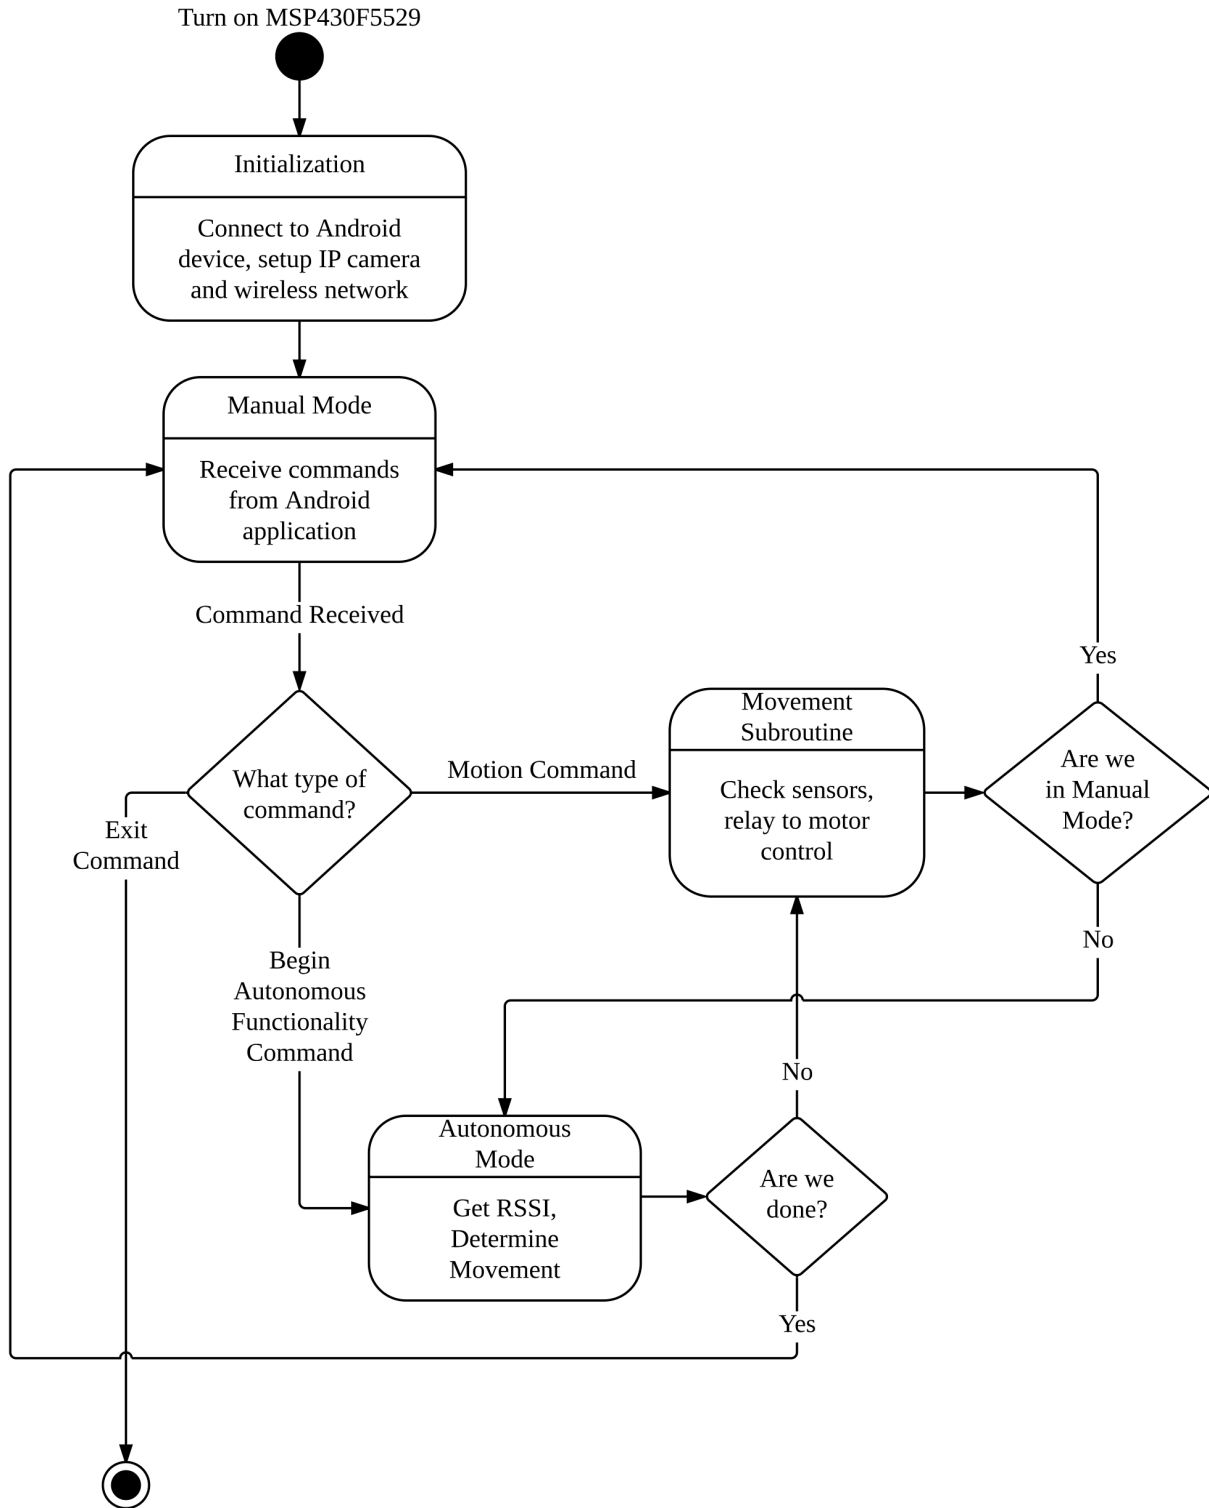 Turn on MSP430F5529
Initialization
Connect to Android
device, setup IP camera
and wireless network
Manual Mode
Receive commands
from Android
application
Command Received
What type of
command?
Exit
Command
Motion Command
Movement
Subroutine
Check sensors,
relay to motor
control
Yes
Are we
in Manual
Mode?
No
Begin
Autonomous
Functionality
Command
Autonomous
Mode
Get RSSI,
Determine
Movement
No
Are we
done?
Yes